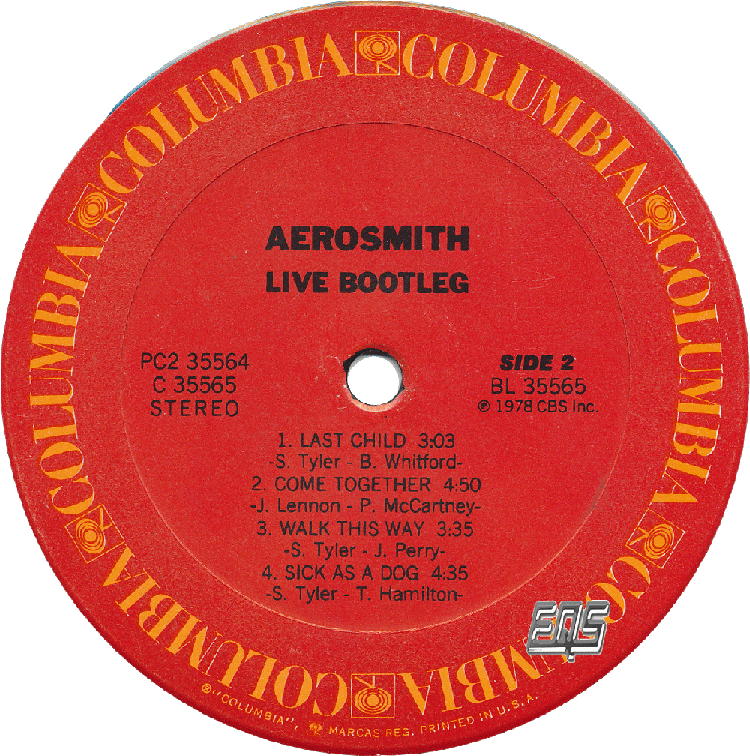 COLUMBIA COLUMBIA COLUMBIA COLUMBIA COLUMBIA COLUMBIA
AEROSMITH
LIVE BOOTLEG
PC2 35564
C 35565
STEREO
SIDE 2
BL 35565
℗ 1978 CBS Inc.
1. LAST CHILD 3:03
-S. Tyler - B. Whitford-
2. COME TOGETHER 4:50
-J. Lennon - P. McCartney-
3. WALK THIS WAY 3:35
-S. Tyler - J. Perry-
4. SICK AS A DOG 4:35
-S. Tyler - T. Hamilton-
EQS
®"COLUMBIA", MARCAS REG. PRINTED IN U.S.A.